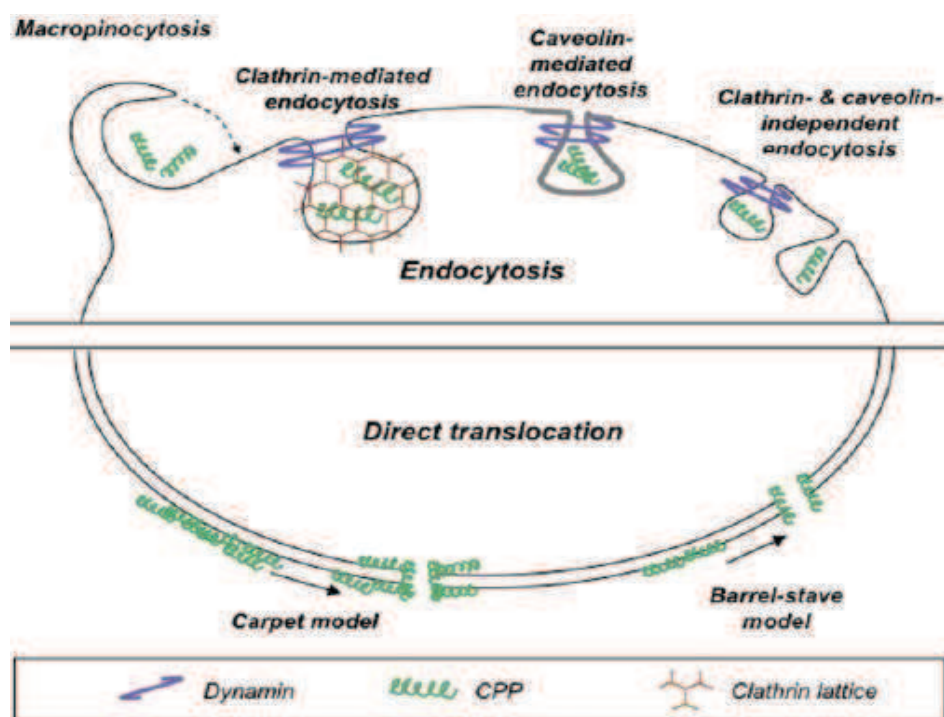 Macropinocytosis
Clathrin-mediated
endocytosis
Caveolin-
mediated
endocytosis
Clathrin- & caveolin-
independent
endocytosis
Endocytosis
Direct translocation
Carpet model
Barrel-stave
model
Dynamin
CPP
Clathrin lattice